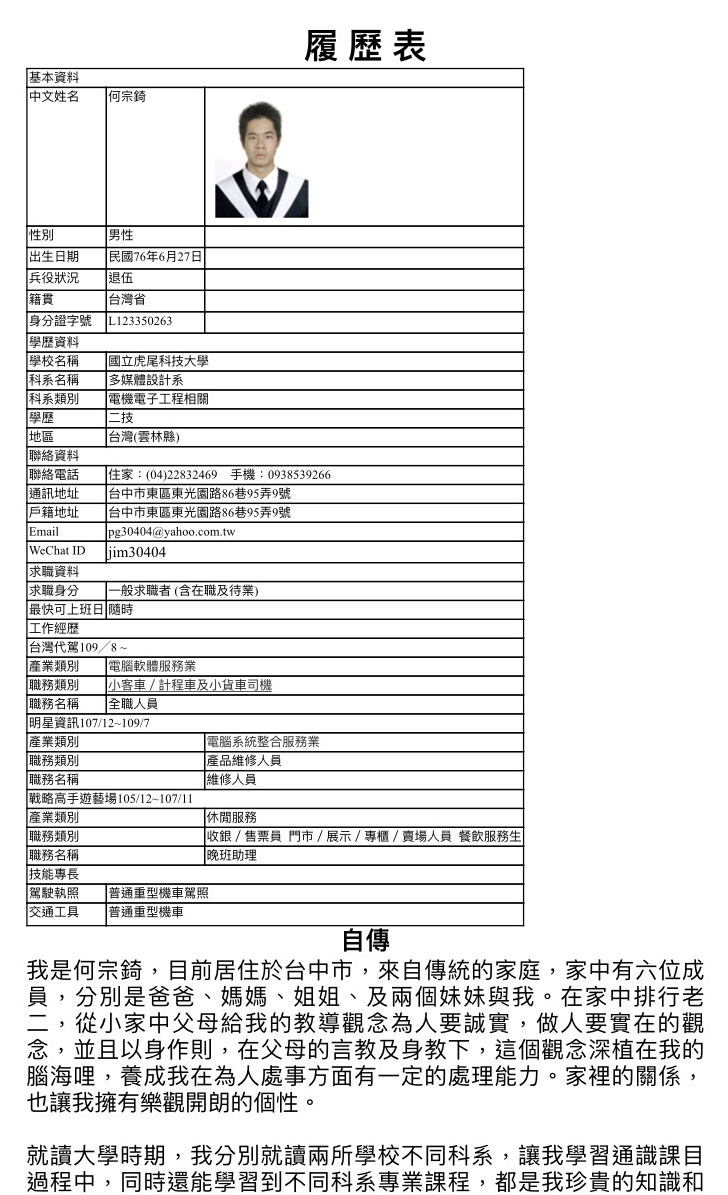 履歷表
基本資料
中文姓名 何宗錡
性別 男性
出生日期 民國76年6月27日
兵役狀況 退伍
籍貫 台灣省
身分證字號 L123350263
學歷資料
學校名稱 國立虎尾科技大學
科系名稱 多媒體設計系
科系類別 電機電子工程相關
學歷 二技
地區 台灣(雲林縣)
聯絡資料
聯絡電話 住家：(04)22832469 手機：0938539266
通訊地址 台中市東區東光園路86巷95弄9號
戶籍地址 台中市東區東光園路86巷95弄9號
Email pg30404@yahoo.com.tw
WeChat ID jim30404
求職資料
求職身分 一般求職者 (含在職及待業)
最快可上班日 隨時
工作經歷
台灣代駕109／8 ~
產業類別 電腦軟體服務業
職務類別 小客車 / 計程車及小貨車司機
職務名稱 全職人員
明星資訊107/12~109/7
產業類別 電腦系統整合服務業
職務類別 產品維修人員
職務名稱 維修人員
戰略高手遊藝場105/12~107/11
產業類別 休閒服務
職務類別 收銀 / 售票員 門市 / 展示 / 專櫃 / 賣場人員 餐飲服務生
職務名稱 晚班助理
技能專長
駕駛執照 普通重型機車駕照
交通工具 普通重型機車
自傳
我是何宗錡，目前居住於台中市，來自傳統的家庭，家中有六位成
員，分別是爸爸、媽媽、姐姐、及兩個妹妹與我。在家中排行老
二，從小家中父母給我的教導觀念為人要誠實，做人要實在的觀
念，並且以身作則，在父母的言教及身教下，這個觀念深植在我的
腦海哩，養成我在為人處事方面有一定的處理能力。家裡的關係，
也讓我擁有樂觀開朗的個性。
就讀大學時期，我分別就讀兩所學校不同科系，讓我學習通識課目
過程中，同時還能學習到不同科系專業課程，都是我珍貴的知識和